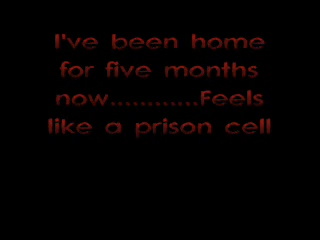 I've been home
for five months
now............Feels
like a prison cell